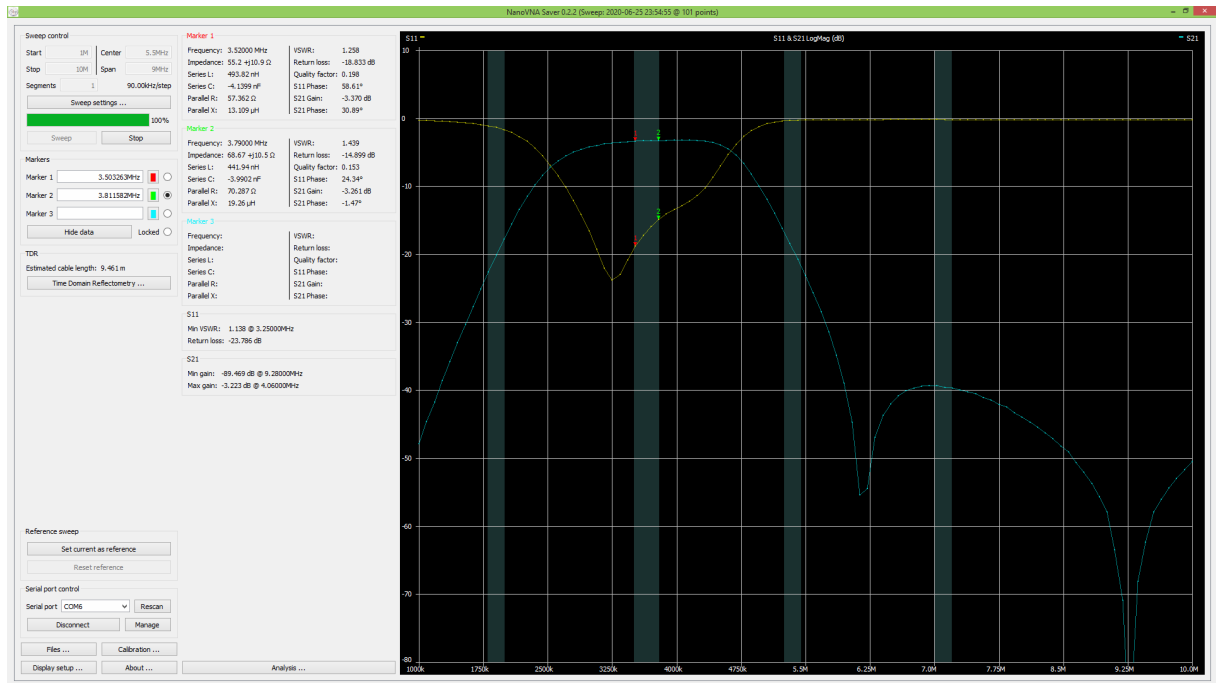 NanoVNA Saver 0.2.2 (Sweep: 2020-06-25 23:54:55 @ 101 points)
Sweep control
Start 1M Center 5.5MHz
Stop 10M Span 9MHz
Segments 1 90.00kHz/step
Sweep settings ...
100%
Sweep Stop
Markers
Marker 1 3.503263MHz
Marker 2 3.811582MHz
Marker 3
Hide data Locked
TDR
Estimated cable length: 9.461 m
Time Domain Reflectometry ...
Reference sweep
Set current as reference
Reset reference
Serial port control
Serial port COM6 Rescan
Disconnect Manage
Files ... Calibration ...
Display setup ... About ...
Marker 1
Frequency: 3.52000 MHz VSWR: 1.258
Impedance: 55.2 +j10.9 Ω Return loss: -18.833 dB
Series L: 493.82 nH Quality factor: 0.198
Series C: -4.1399 nF S11 Phase: 58.61°
Parallel R: 57.362 Ω S21 Gain: -3.370 dB
Parallel X: 13.109 µH S21 Phase: 30.89°
Marker 2
Frequency: 3.79000 MHz VSWR: 1.439
Impedance: 68.67 +j10.5 Ω Return loss: -14.899 dB
Series L: 441.94 nH Quality factor: 0.153
Series C: -3.9902 nF S11 Phase: 24.34°
Parallel R: 70.287 Ω S21 Gain: -3.261 dB
Parallel X: 19.26 µH S21 Phase: -1.47°
Marker 3
Frequency: VSWR:
Impedance: Return loss:
Series L: Quality factor:
Series C: S11 Phase:
Parallel R: S21 Gain:
Parallel X: S21 Phase:
S11
Min VSWR: 1.138 @ 3.25000MHz
Return loss: -23.786 dB
S21
Min gain: -89.469 dB @ 9.28000MHz
Max gain: -3.223 dB @ 4.06000MHz
Analysis ...
S11 S11 & S21 LogMag (dB) S21
10
0
1 2
-10
2
1
-20
-30
-40
-50
-60
-70
-80
1000k 1750k 2500k 3250k 4000k 4750k 5.5M 6.25M 7.0M 7.75M 8.5M 9.25M 10.0M